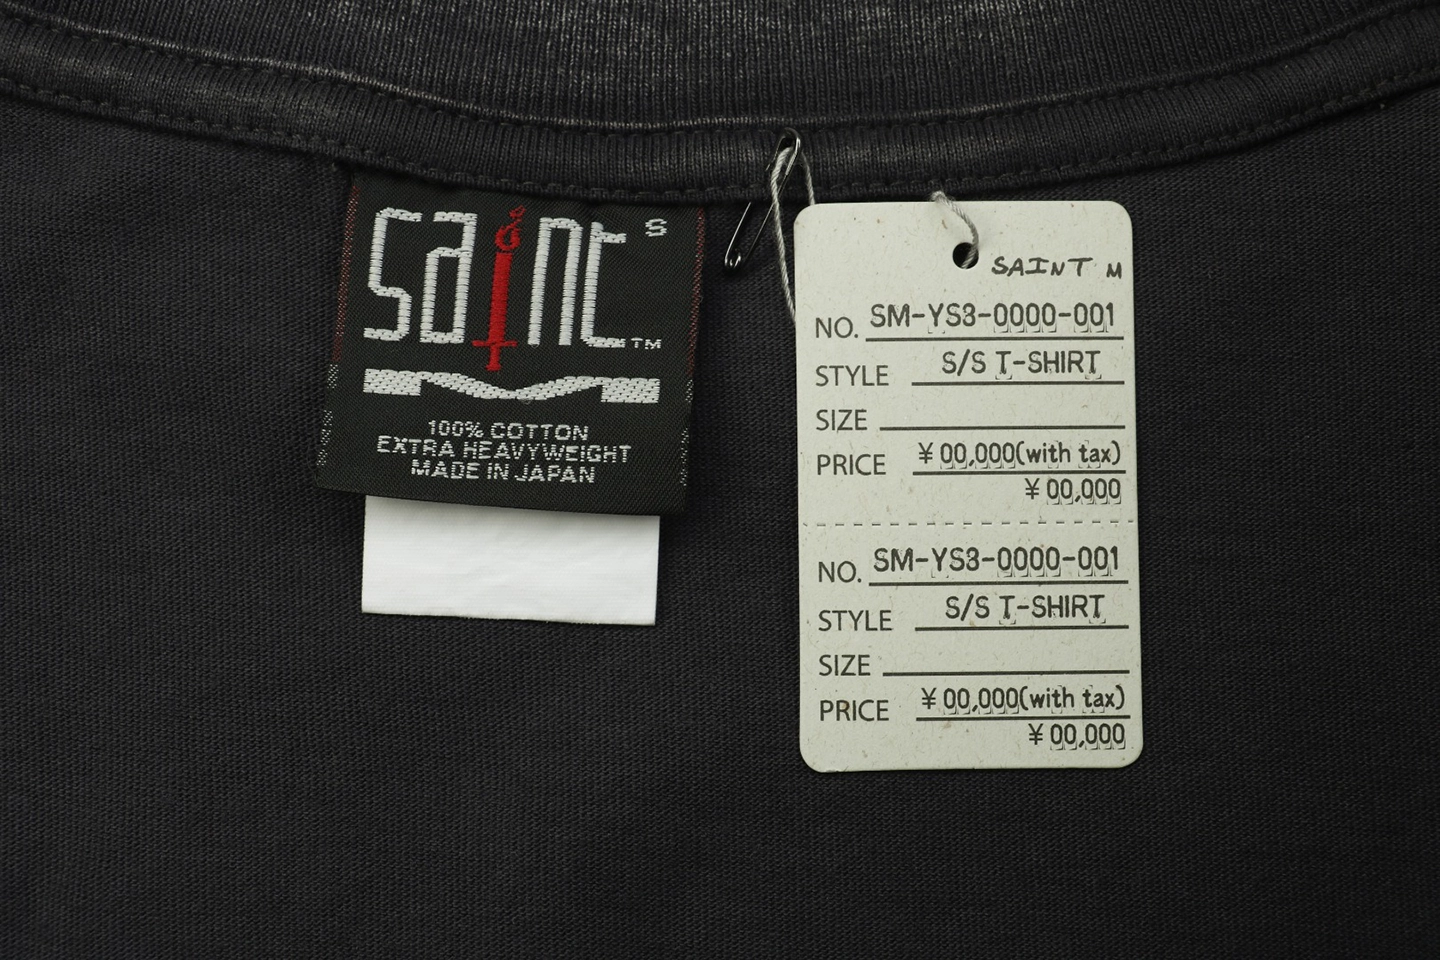 saint S
TM
100% COTTON
EXTRA HEAVYWEIGHT
MADE IN JAPAN
SAINT M
NO. SM-YS3-0000-001
STYLE S/S T-SHIRT
SIZE
PRICE ¥00,000(with tax)
¥00,000
NO. SM-YS3-0000-001
STYLE S/S T-SHIRT
SIZE
PRICE ¥00,000(with tax)
¥00,000